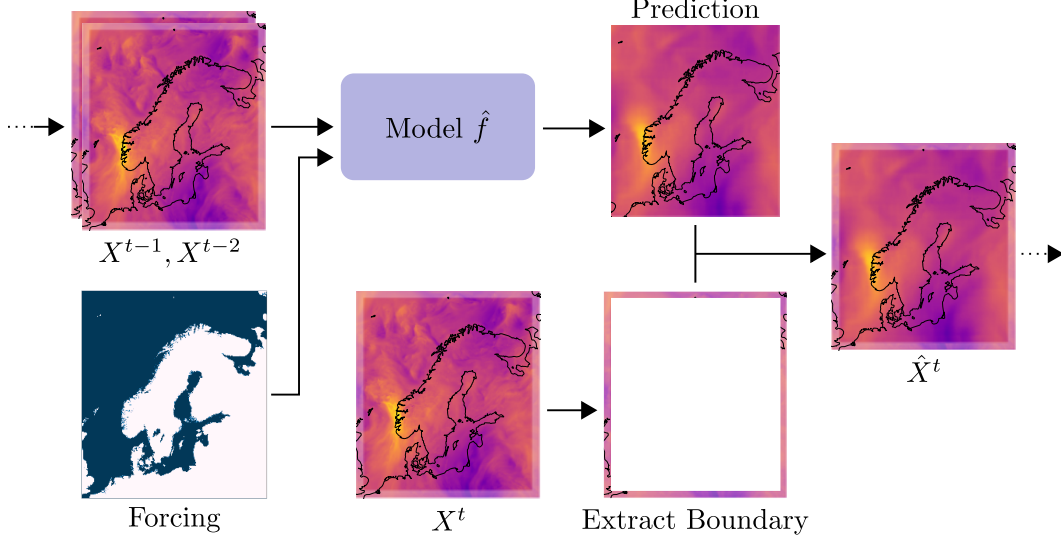 Prediction
Model f̂
X^{t−1}, X^{t−2}
X̂^t
Forcing
X^t
Extract Boundary